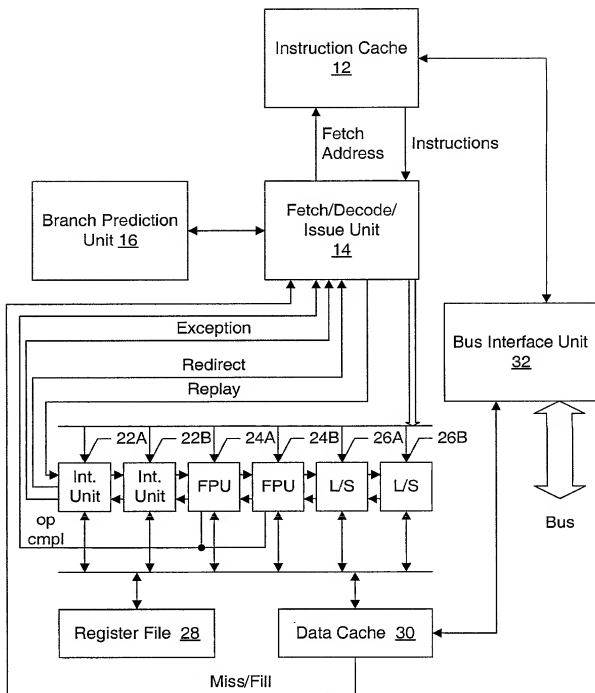 Instruction Cache
12
Fetch
Address
Instructions
Branch Prediction
Unit 16
Fetch/Decode/
Issue Unit
14
Exception
Redirect
Replay
Bus Interface Unit
32
22A
22B
24A
24B
26A
26B
Int.
Unit
Int.
Unit
FPU
FPU
L/S
L/S
op
cmpl
Bus
Register File 28
Data Cache 30
Miss/Fill